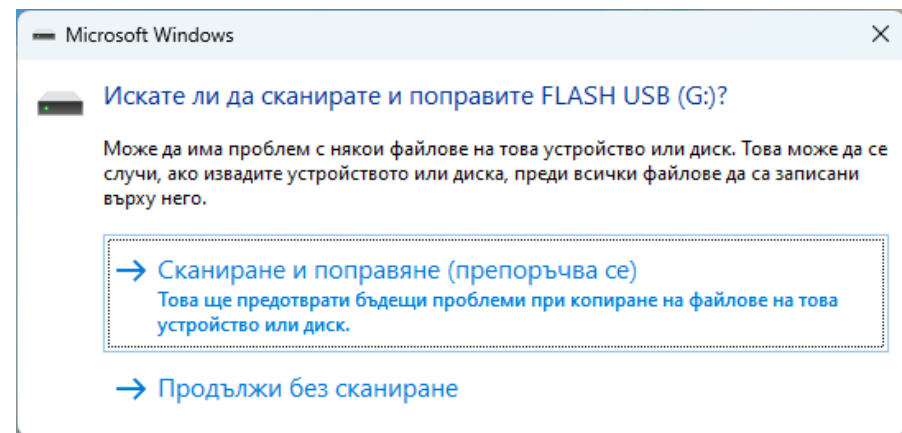 Microsoft Windows
Искате ли да сканирате и поправите FLASH USB (G:)?
Може да има проблем с някои файлове на това устройство или диск. Това може да се
случи, ако извадите устройството или диска, преди всички файлове да са записани
върху него.
Сканиране и поправяне (препоръчва се)
Това ще предотврати бъдещи проблеми при копиране на файлове на това
устройство или диск.
Продължи без сканиране